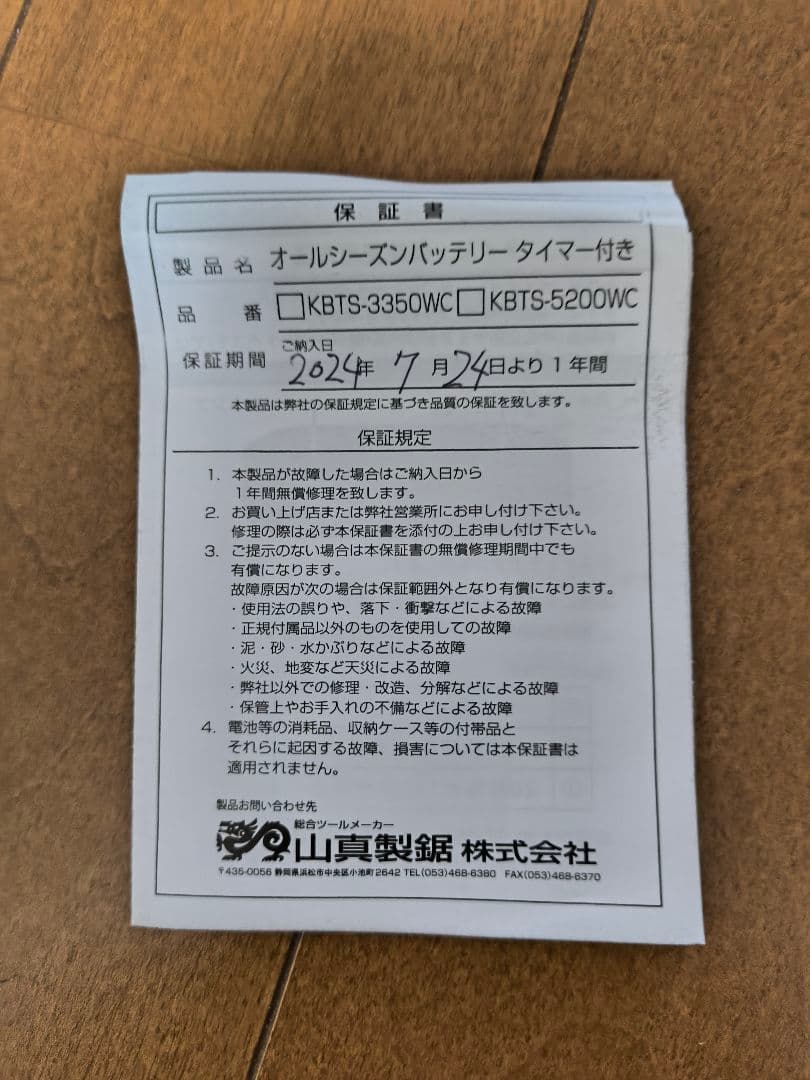 保証書
製品名 オールシーズンバッテリー タイマー付き
品番 □KBTS-3350WC □KBTS-5200WC
ご納入日
保証期間 2024年 7月24日より1年間
本製品は弊社の保証規定に基づき品質の保証を致します。
保証規定
1. 本製品が故障した場合はご納入日から
1年間無償修理を致します。
2. お買い上げ店または弊社営業所にお申し付け下さい。
修理の際は必ず本保証書を添付の上お申し付け下さい。
3. ご提示のない場合は本保証書の無償修理期間中でも
有償になります。
故障原因が次の場合は保証範囲外となり有償になります。
・使用法の誤りや、落下・衝撃などによる故障
・正規付属品以外のものを使用しての故障
・泥・砂・水かぶりなどによる故障
・火災、地変など天災による故障
・弊社以外での修理・改造、分解などによる故障
・保管上やお手入れの不備などによる故障
4. 電池等の消耗品、収納ケース等の付帯品と
それらに起因する故障、損害については本保証書は
適用されません。
製品お問い合わせ先
総合ツールメーカー
山真製鋸 株式会社
〒435-0056 静岡県浜松市中央区小池町2642 TEL(053)468-6380 FAX(053)468-6370